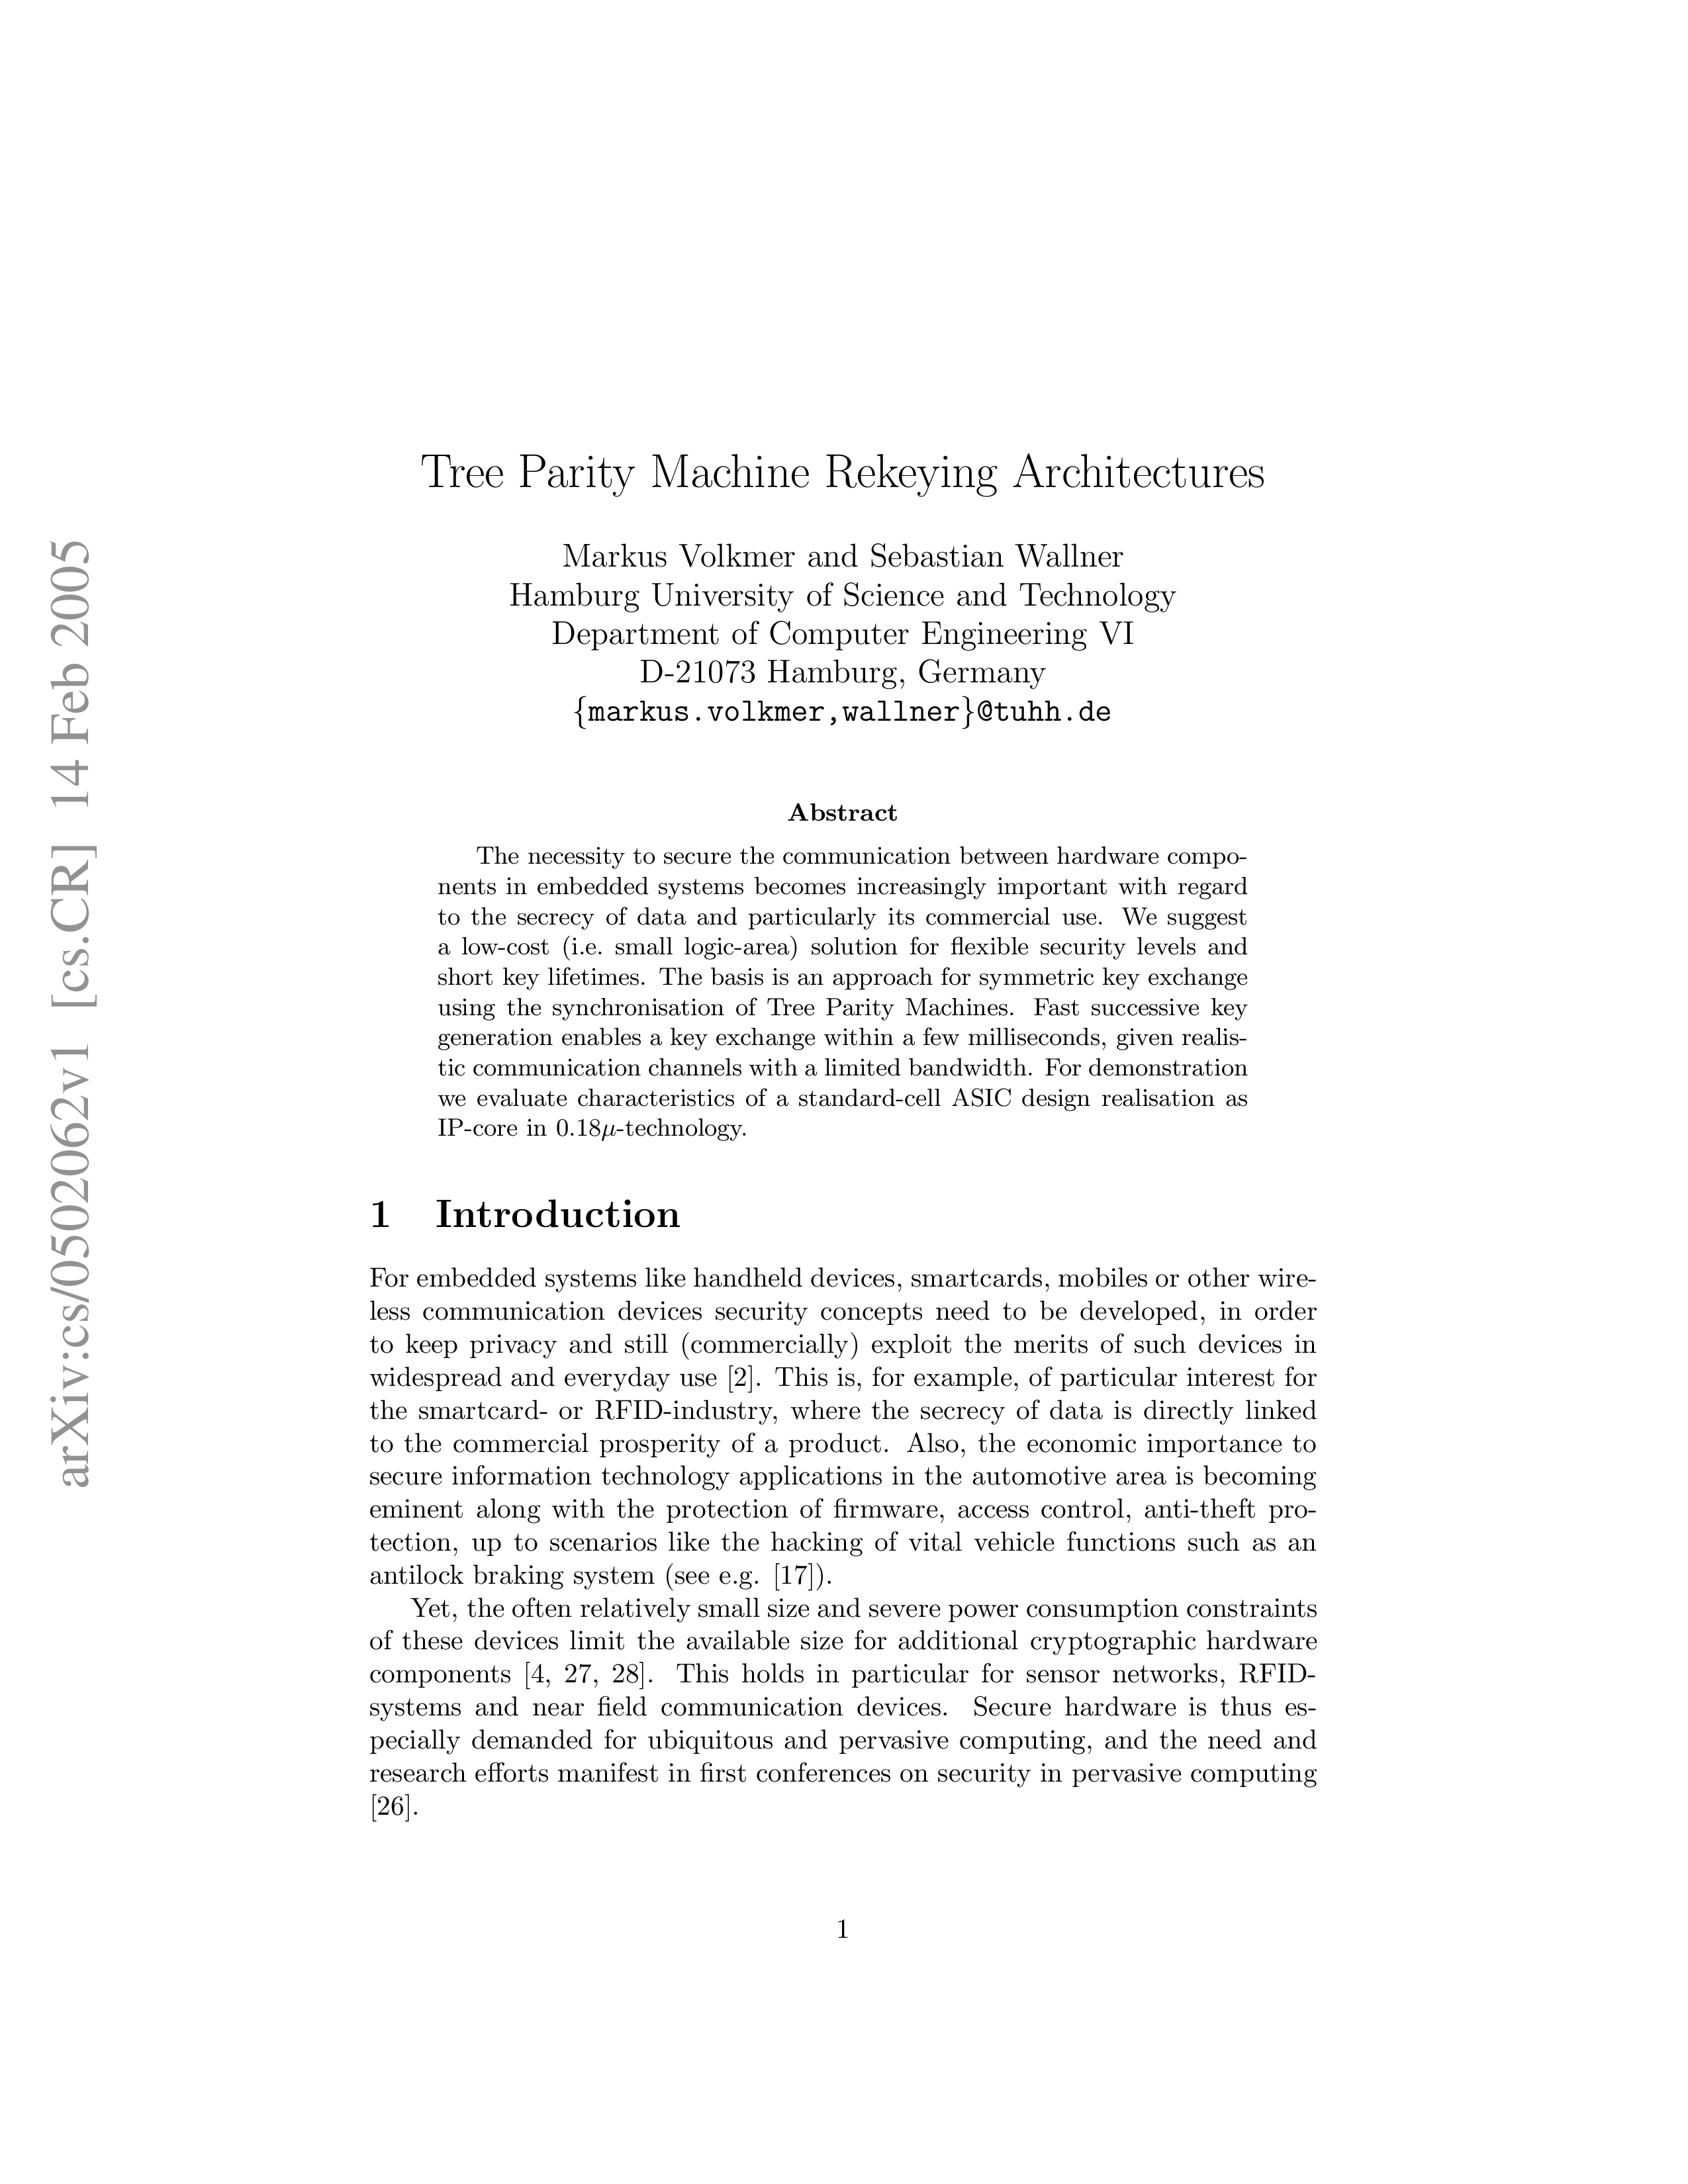 arXiv:cs/0502062v1 [cs.CR] 14 Feb 2005
Tree Parity Machine Rekeying Architectures
Markus Volkmer and Sebastian Wallner
Hamburg University of Science and Technology
Department of Computer Engineering VI
D-21073 Hamburg, Germany
{markus.volkmer,wallner}@tuhh.de
Abstract
The necessity to secure the communication between hardware compo-
nents in embedded systems becomes increasingly important with regard
to the secrecy of data and particularly its commercial use. We suggest
a low-cost (i.e. small logic-area) solution for flexible security levels and
short key lifetimes. The basis is an approach for symmetric key exchange
using the synchronisation of Tree Parity Machines. Fast successive key
generation enables a key exchange within a few milliseconds, given realis-
tic communication channels with a limited bandwidth. For demonstration
we evaluate characteristics of a standard-cell ASIC design realisation as
IP-core in 0.18μ-technology.
1 Introduction
For embedded systems like handheld devices, smartcards, mobiles or other wire-
less communication devices security concepts need to be developed, in order
to keep privacy and still (commercially) exploit the merits of such devices in
widespread and everyday use [2]. This is, for example, of particular interest for
the smartcard- or RFID-industry, where the secrecy of data is directly linked
to the commercial prosperity of a product. Also, the economic importance to
secure information technology applications in the automotive area is becoming
eminent along with the protection of firmware, access control, anti-theft pro-
tection, up to scenarios like the hacking of vital vehicle functions such as an
antilock braking system (see e.g. [17]).
Yet, the often relatively small size and severe power consumption constraints
of these devices limit the available size for additional cryptographic hardware
components [4, 27, 28]. This holds in particular for sensor networks, RFID-
systems and near field communication devices. Secure hardware is thus es-
pecially demanded for ubiquitous and pervasive computing, and the need and
research efforts manifest in first conferences on security in pervasive computing
[26].
1